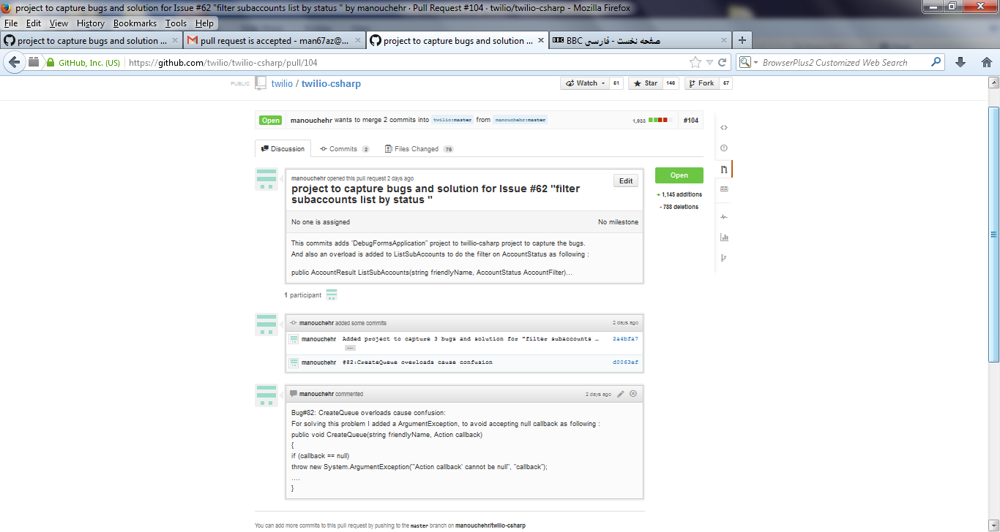 project to capture bugs and solution for Issue #62 "filter subaccounts list by status " by manouchehr · Pull Request #104 · twilio/twilio-csharp - Mozilla Firefox
File Edit View History Bookmarks Tools Help
project to capture bugs and solution ...
pull request is accepted - man67az@...
project to capture bugs and solution ...
BBC صفحه نخست - فارسی
GitHub, Inc. (US)
https://github.com/twilio/twilio-csharp/pull/104
BrowserPlus2 Customized Web Search
PUBLIC twilio / twilio-csharp
Watch 51 Star 146 Fork 67
Open manouchehr wants to merge 2 commits into twilio:master from manouchehr:master 1,933 #104
Discussion Commits 2 Files Changed 76
manouchehr opened this pull request 2 days ago
Edit
project to capture bugs and solution for Issue #62 "filter
subaccounts list by status "
Open
+ 1,145 additions
- 788 deletions
No one is assigned No milestone
This commits adds `DebugFormsApplication” project to twillio-csharp project to capture the bugs.
And also an overload is added to ListSubAccounts to do the filter on AccountStatus as following :
public AccountResult ListSubAccounts(string friendlyName, AccountStatus AccountFilter)...
1 participant
manouchehr added some commits 2 days ago
manouchehr Added project to capture 3 bugs and solution for "filter subaccounts … 2a4bfa7
...
manouchehr #82:CreateQueue overloads cause confusion d0063ef
manouchehr commented 2 days ago
Bug#82: CreateQueue overloads cause confusion:
For solving this problem I added a ArgumentException, to avoid accepting null callback as following :
public void CreateQueue(string friendlyName, Action callback)
{
if (callback == null)
throw new System.ArgumentException("'Action callback' cannot be null", "callback");
....
}
You can add more commits to this pull request by pushing to the master branch on manouchehr/twilio-csharp